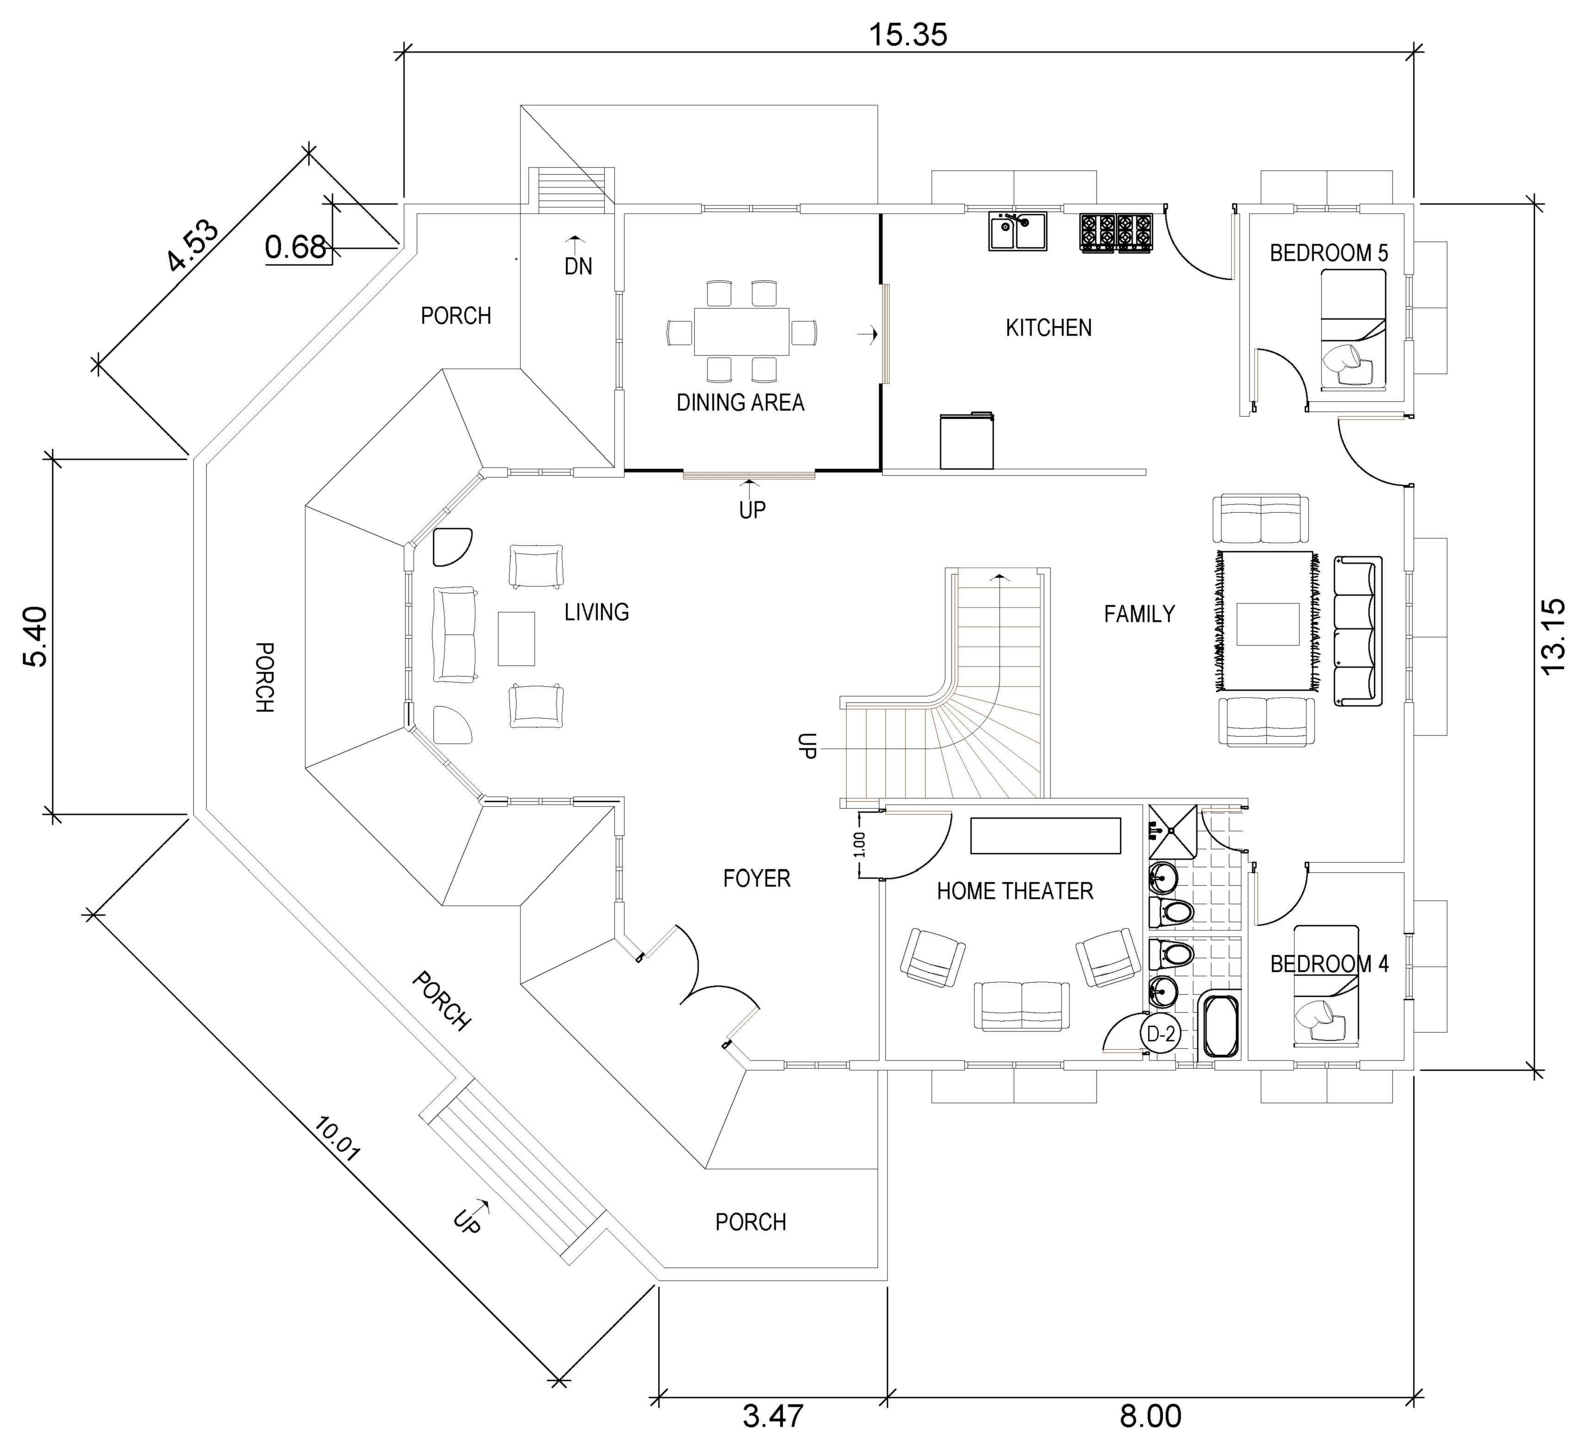 15.35
4.53
0.68
DN
BEDROOM 5
PORCH
KITCHEN
DINING AREA
UP
LIVING
FAMILY
5.40
13.15
PORCH
UP
1.00
FOYER
HOME THEATER
BEDROOM 4
PORCH
D-2
10.01
UP
PORCH
3.47
8.00